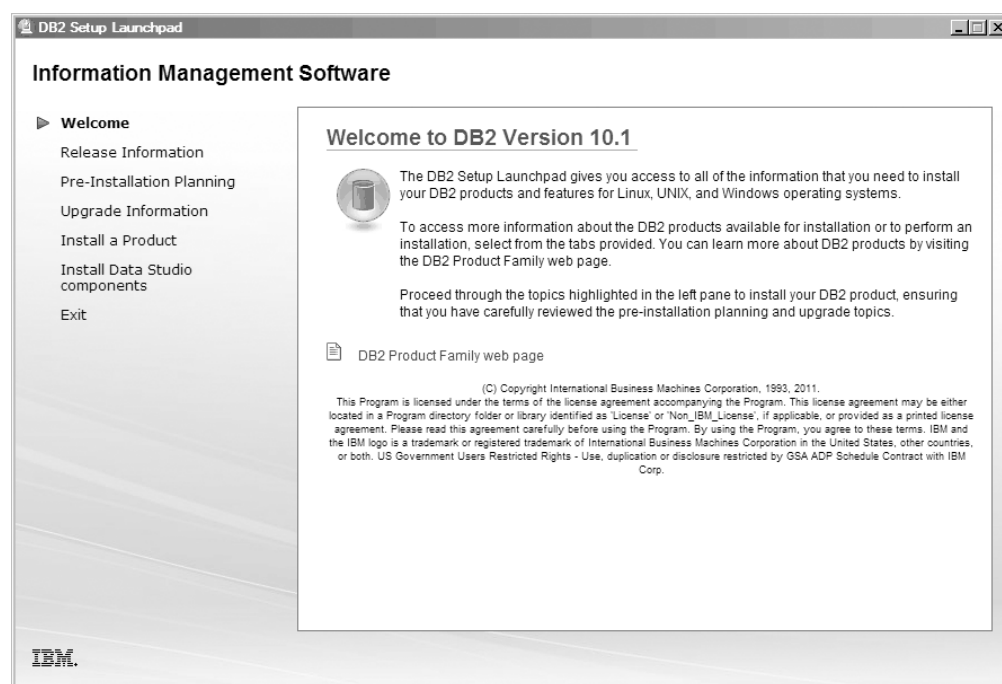 DB2 Setup Launchpad
Information Management Software
Welcome
Release Information
Pre-Installation Planning
Upgrade Information
Install a Product
Install Data Studio
components
Exit
Welcome to DB2 Version 10.1
The DB2 Setup Launchpad gives you access to all of the information that you need to install
your DB2 products and features for Linux, UNIX, and Windows operating systems.
To access more information about the DB2 products available for installation or to perform an
installation, select from the tabs provided. You can learn more about DB2 products by visiting
the DB2 Product Family web page.
Proceed through the topics highlighted in the left pane to install your DB2 product, ensuring
that you have carefully reviewed the pre-installation planning and upgrade topics.
DB2 Product Family web page
(C) Copyright International Business Machines Corporation, 1993, 2011.
This Program is licensed under the terms of the license agreement accompanying the Program. This license agreement may be either
located in a Program directory folder or library identified as 'License' or 'Non_IBM_License', if applicable, or provided as a printed license
agreement. Please read this agreement carefully before using the Program. By using the Program, you agree to these terms. IBM and
the IBM logo is a trademark or registered trademark of International Business Machines Corporation in the United States, other countries,
or both. US Government Users Restricted Rights - Use, duplication or disclosure restricted by GSA ADP Schedule Contract with IBM
Corp.
IBM.